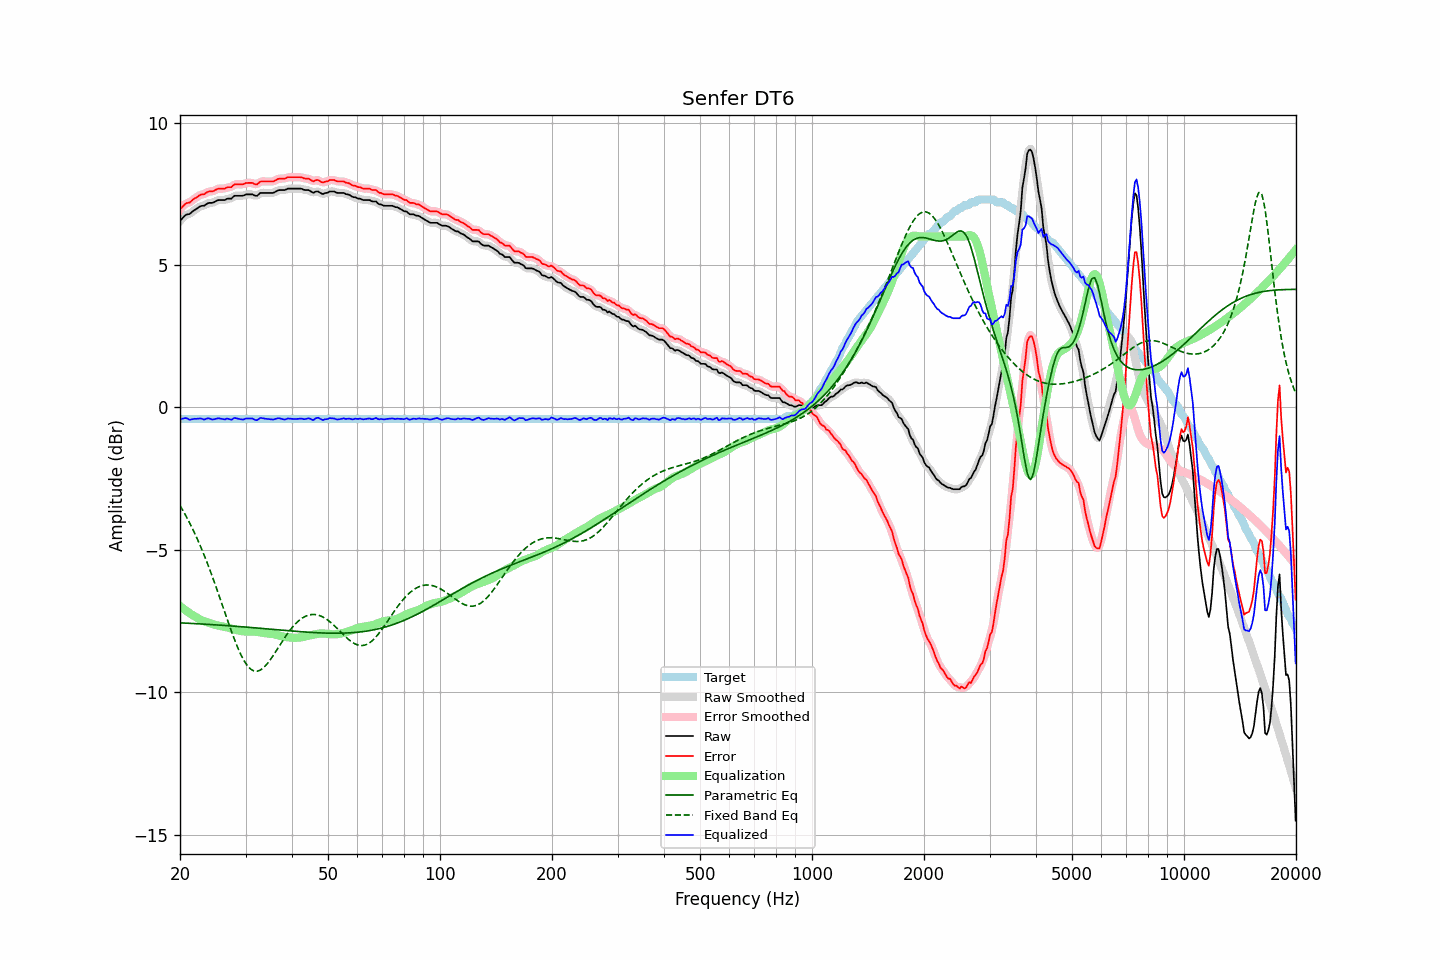 Senfer DT6
10
5
0
−5
−10
−15
Amplitude (dBr)
20
50
100
200
500
1000
2000
5000
10000
20000
Frequency (Hz)
Target
Raw Smoothed
Error Smoothed
Raw
Error
Equalization
Parametric Eq
Fixed Band Eq
Equalized